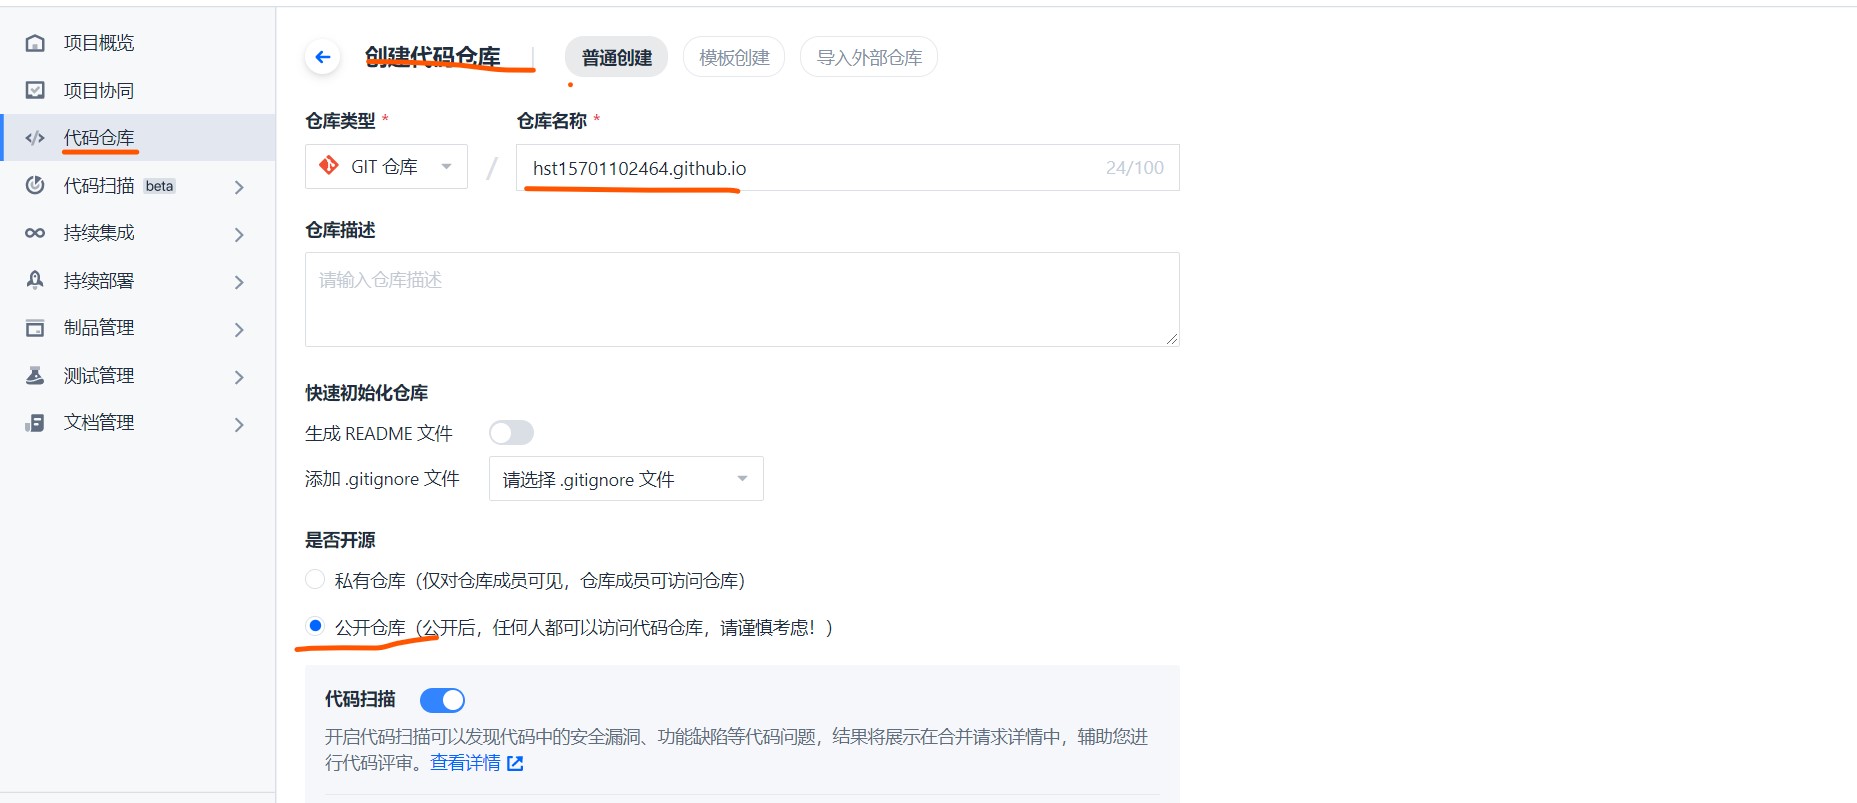 项目概览
项目协同
代码仓库
代码扫描 beta
持续集成
持续部署
制品管理
测试管理
文档管理
创建代码仓库 普通创建 模板创建 导入外部仓库
仓库类型 * 仓库名称 *
GIT 仓库 / hst15701102464.github.io 24/100
仓库描述
请输入仓库描述
快速初始化仓库
生成 README 文件
添加 .gitignore 文件 请选择 .gitignore 文件
是否开源
私有仓库（仅对仓库成员可见，仓库成员可访问仓库）
公开仓库（公开后，任何人都可以访问代码仓库，请谨慎考虑！）
代码扫描
开启代码扫描可以发现代码中的安全漏洞、功能缺陷等代码问题，结果将展示在合并请求详情中，辅助您进
行代码评审。查看详情